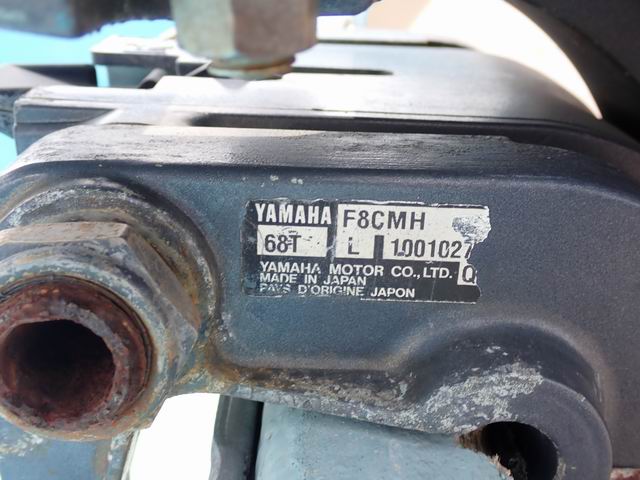 YAMAHA F8CMH
68T L 1001027
YAMAHA MOTOR CO., LTD. Q
MADE IN JAPAN
PAYS D'ORIGINE JAPON